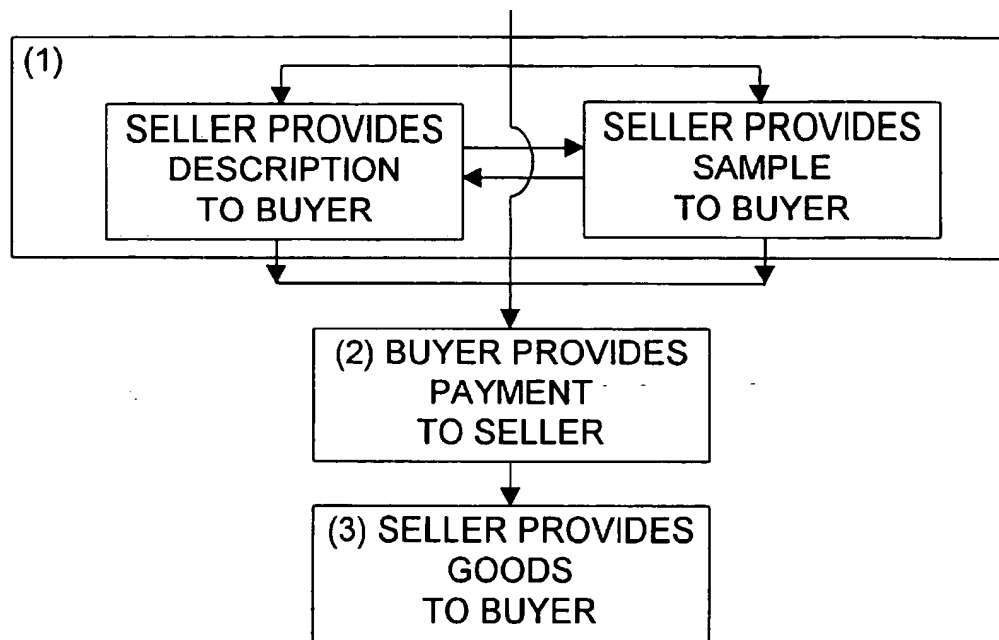 (1)
SELLER PROVIDES
DESCRIPTION
TO BUYER
SELLER PROVIDES
SAMPLE
TO BUYER
(2) BUYER PROVIDES
PAYMENT
TO SELLER
(3) SELLER PROVIDES
GOODS
TO BUYER